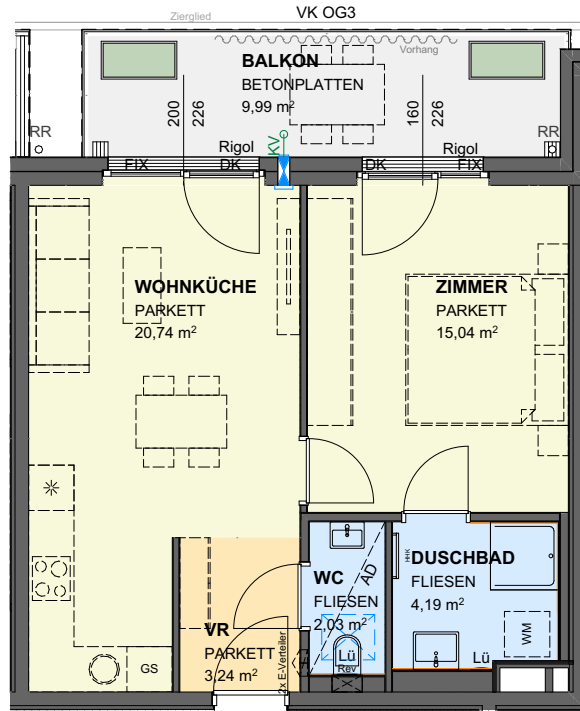 Zierglied
VK OG3
Vorhang
BALKON
BETONPLATTEN
9,99 m²
200
226
160
226
RR
RR
Rigol
KV
Rigol
FIX
DK
DK
FIX
WOHNKÜCHE
PARKETT
20,74 m²
ZIMMER
PARKETT
15,04 m²
WC
FLIESEN
2,03 m²
AD
HHK
DUSCHBAD
FLIESEN
4,19 m²
VR
PARKETT
3,24 m²
2x E-Verteiler
Lü
Rev
Lü
WM
GS